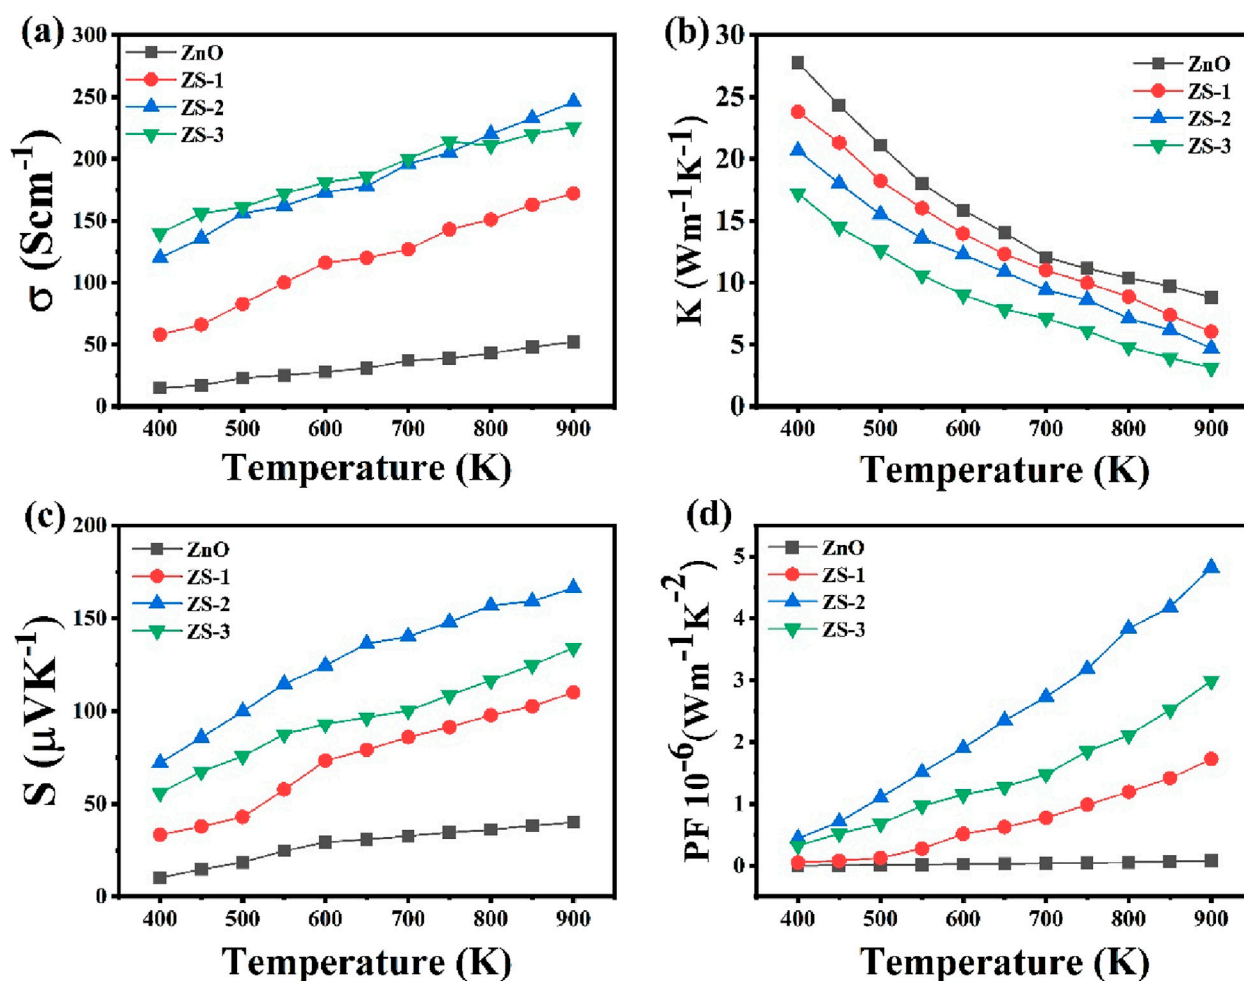 (a)
ZnO
ZS-1
ZS-2
ZS-3
300
250
200
150
100
50
0
σ (Scm⁻¹)
400 500 600 700 800 900
Temperature (K)
(b)
ZnO
ZS-1
ZS-2
ZS-3
30
25
20
15
10
5
0
K (Wm⁻¹K⁻¹)
400 500 600 700 800 900
Temperature (K)
(c)
ZnO
ZS-1
ZS-2
ZS-3
200
150
100
50
0
S (μVK⁻¹)
400 500 600 700 800 900
Temperature (K)
(d)
ZnO
ZS-1
ZS-2
ZS-3
5
4
3
2
1
0
PF 10⁻⁶(Wm⁻¹K⁻²)
400 500 600 700 800 900
Temperature (K)